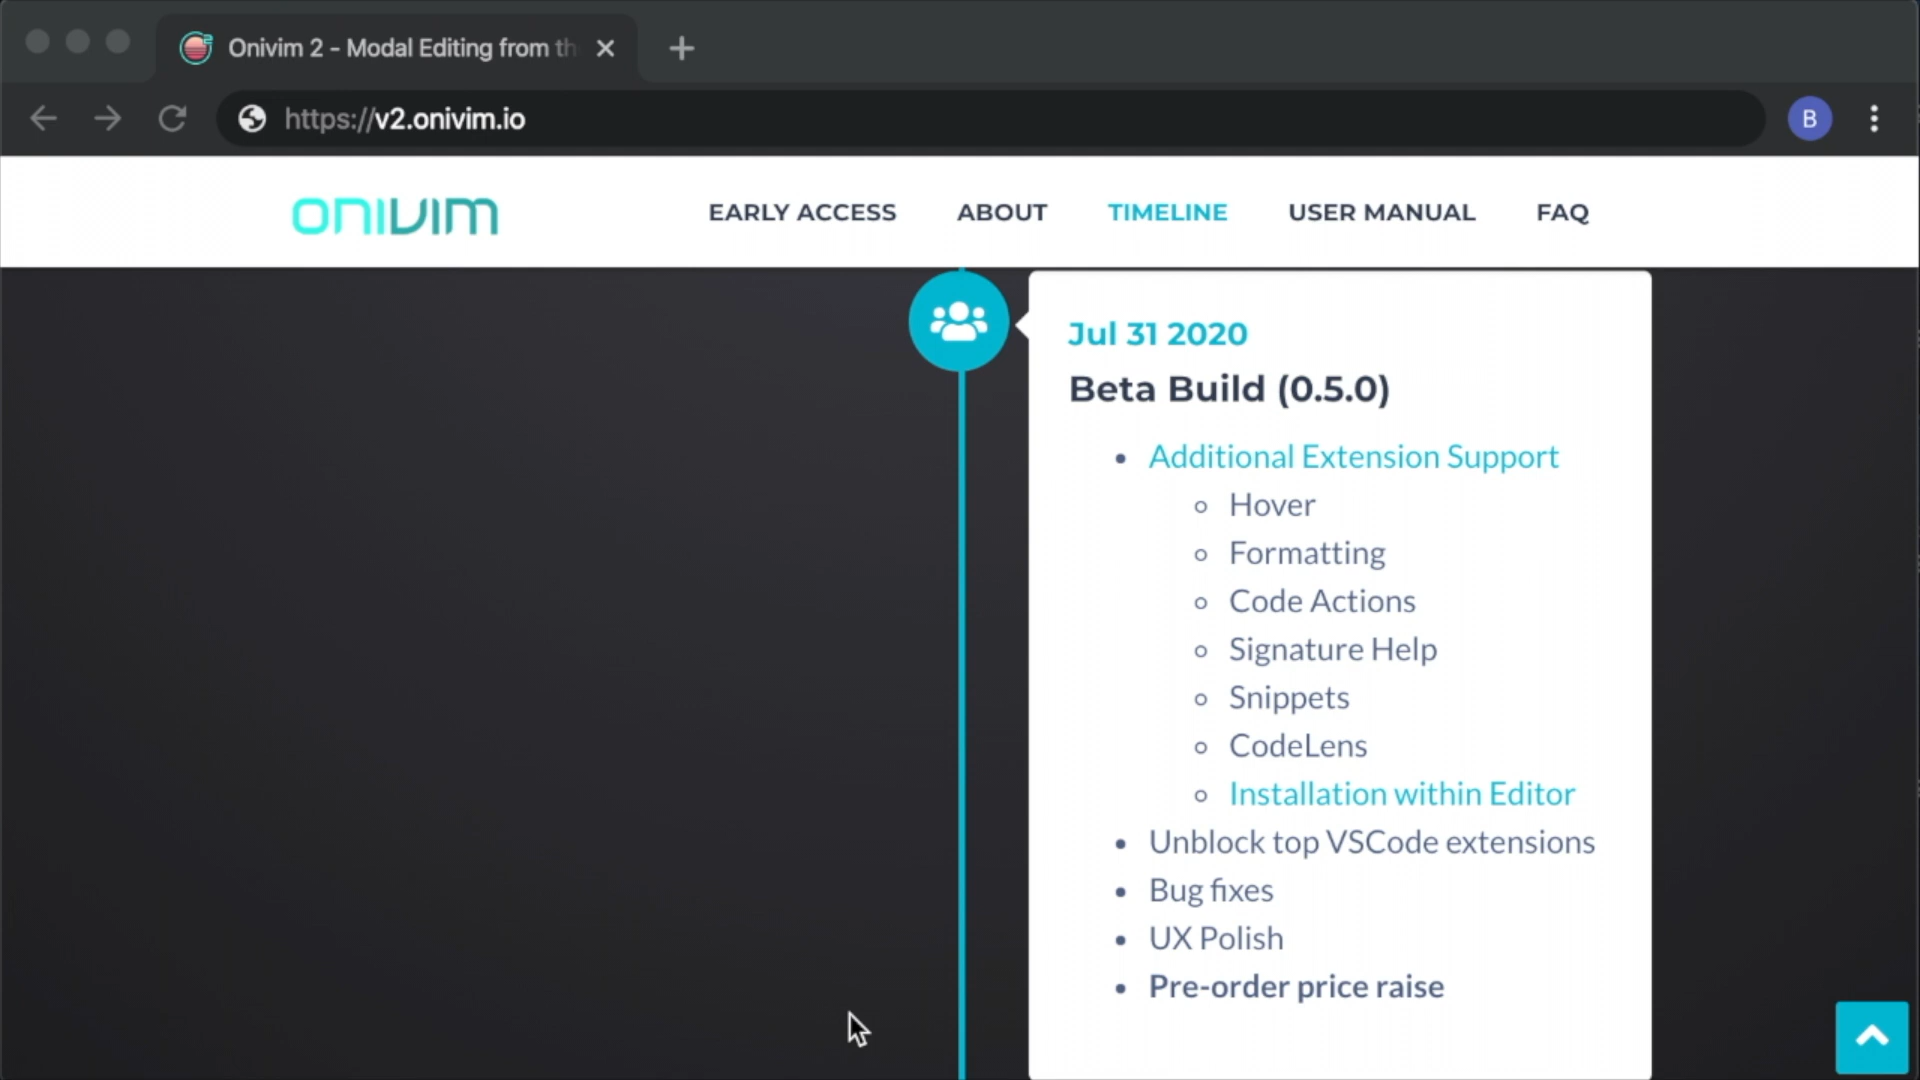 Onivim 2 - Modal Editing from th
https://v2.onivim.io
B
onivim
EARLY ACCESS
ABOUT
TIMELINE
USER MANUAL
FAQ
Jul 31 2020
Beta Build (0.5.0)
Additional Extension Support
Hover
Formatting
Code Actions
Signature Help
Snippets
CodeLens
Installation within Editor
Unblock top VSCode extensions
Bug fixes
UX Polish
Pre-order price raise